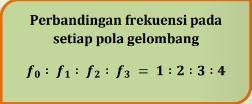 Perbandingan frekuensi pada
setiap pola gelombang
f₀ : f₁ : f₂ : f₃ = 1 : 2 : 3 : 4